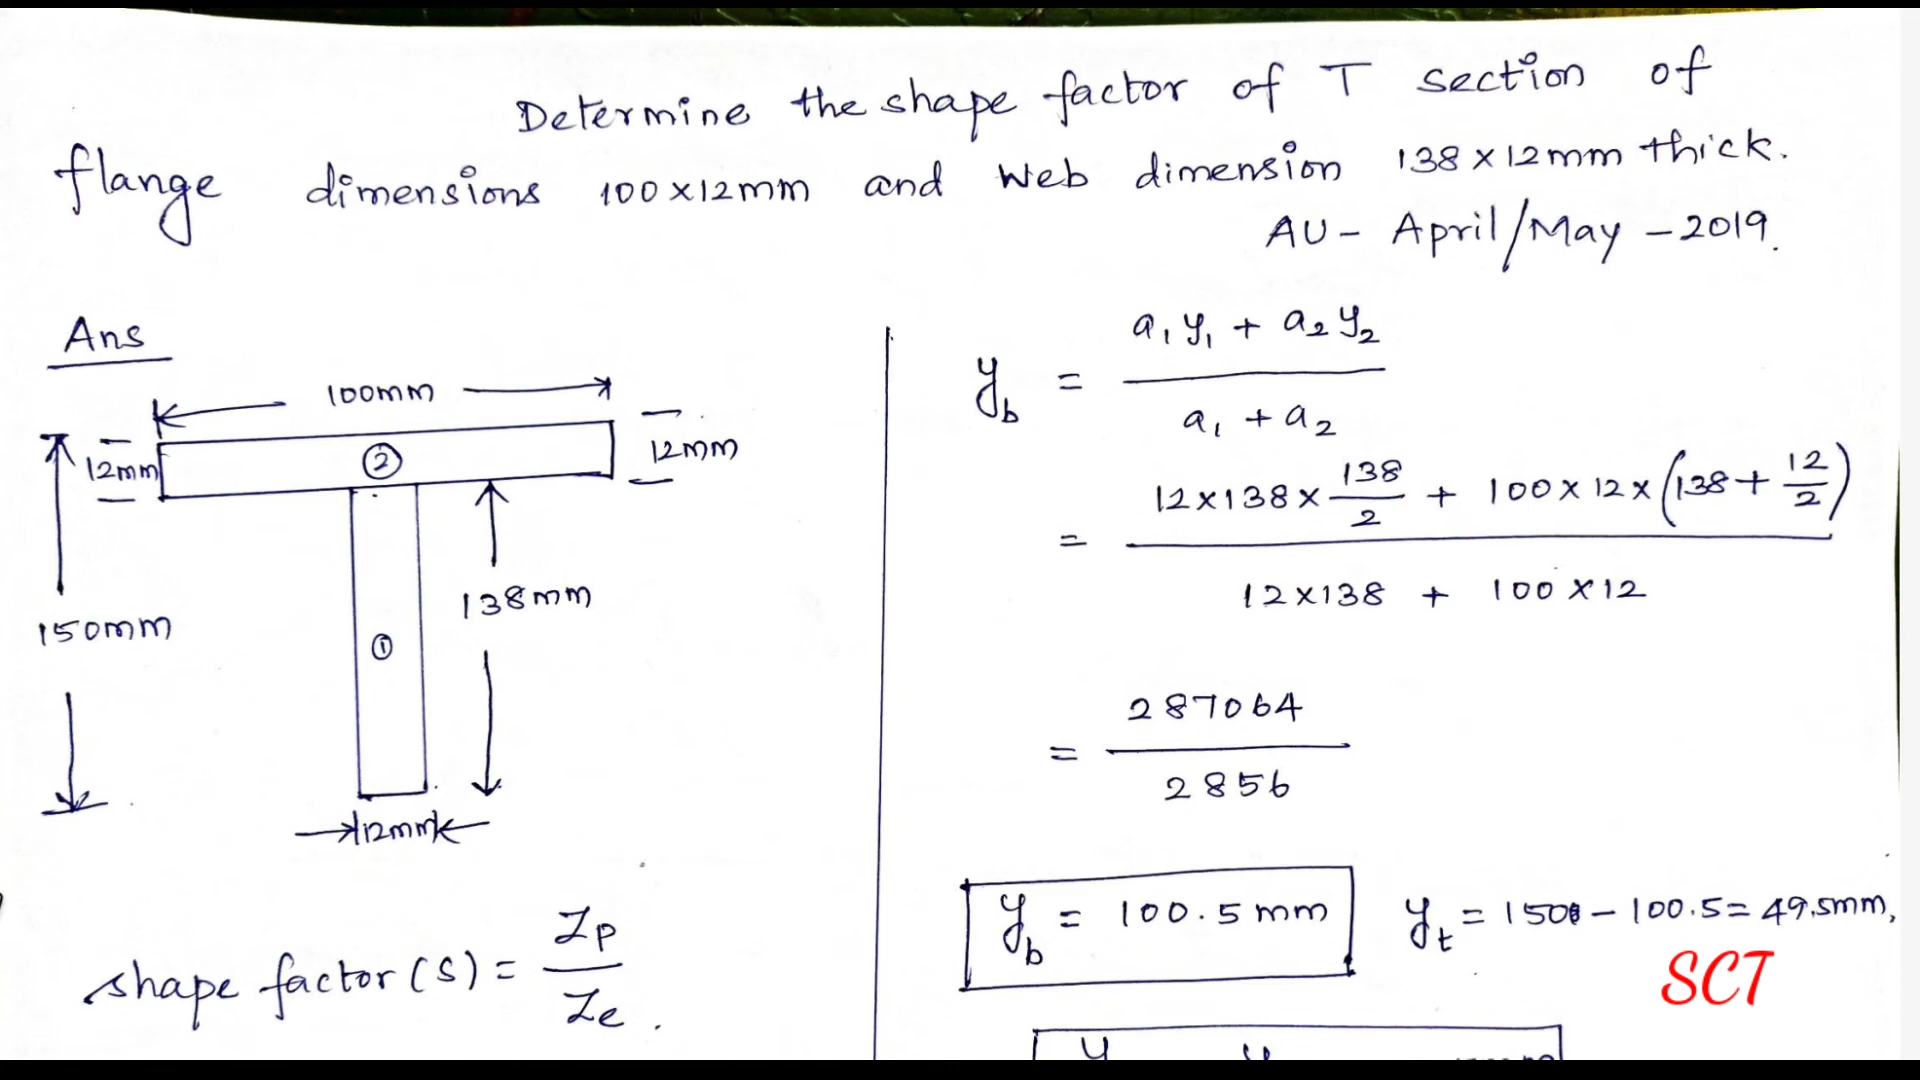 Determine the shape factor of T section of
flange dimensions 100 x 12mm and Web dimension 138 x 12mm thick.
AU - April/May - 2019.
Ans
100mm
12mm
②
12mm
150mm
138mm
①
12mm
shape factor (S) = Zp / Ze .
y_b = a₁y₁ + a₂y₂ / a₁ + a₂
= 12 x 138 x 138/2 + 100 x 12 x (138 + 12/2) / 12 x 138 + 100 x 12
= 287064 / 2856
y_b = 100.5 mm
y_t = 150 - 100.5 = 49.5mm,
SCT